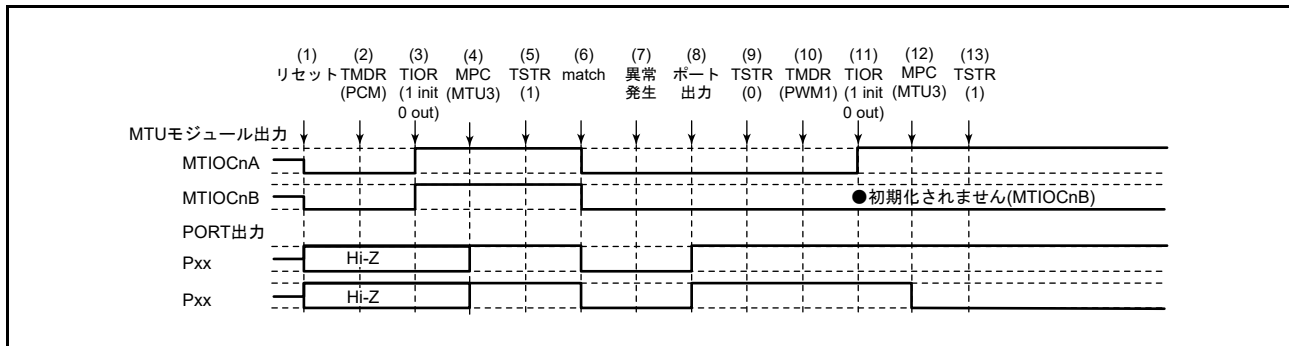 (1) (2) (3) (4) (5) (6) (7) (8) (9) (10) (11) (12) (13)
リセット TMDR TIOR MPC TSTR match 異常 ポート TSTR TMDR TIOR MPC TSTR
(PCM) (1 init (MTU3) (1) 発生 出力 (0) (PWM1) (1 init (MTU3) (1)
0 out) 0 out)
MTUモジュール出力
MTIOCnA
MTIOCnB ●初期化されません(MTIOCnB)
PORT出力
Pxx Hi-Z
Pxx Hi-Z